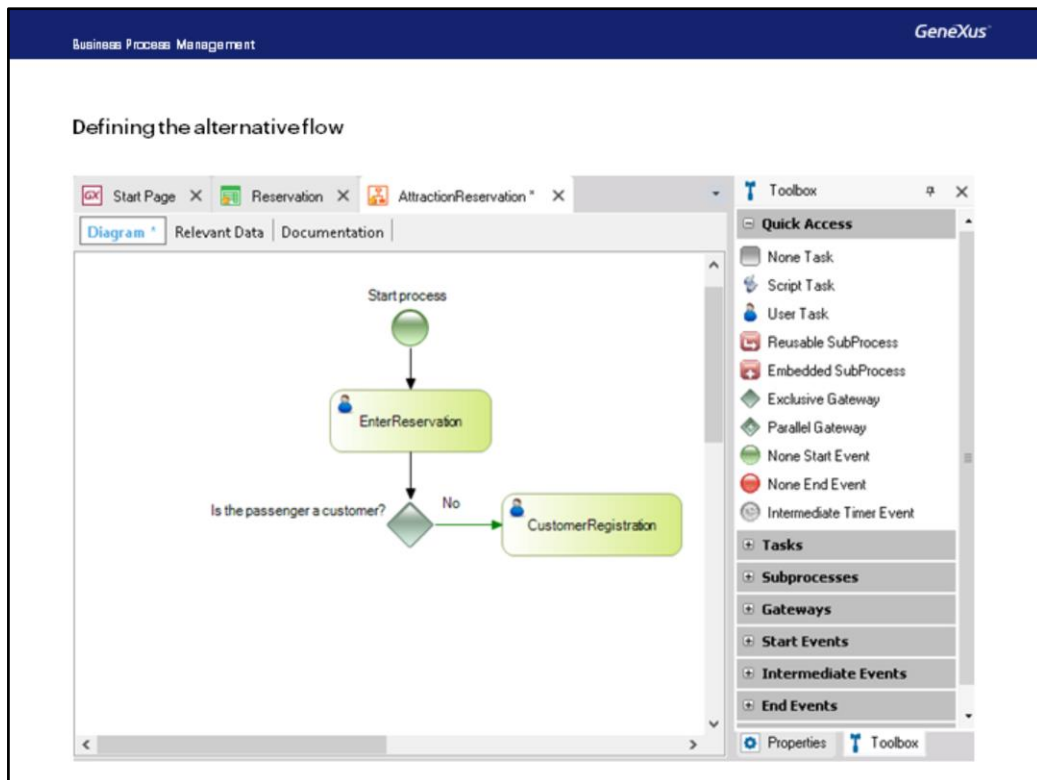 Business Process Management
GeneXus
Defining the alternative flow
Start Page
Reservation
AttractionReservation *
Diagram *
Relevant Data
Documentation
Start process
EnterReservation
Is the passenger a customer?
No
CustomerRegistration
Toolbox
Quick Access
None Task
Script Task
User Task
Reusable SubProcess
Embedded SubProcess
Exclusive Gateway
Parallel Gateway
None Start Event
None End Event
Intermediate Timer Event
Tasks
Subprocesses
Gateways
Start Events
Intermediate Events
End Events
Properties
Toolbox